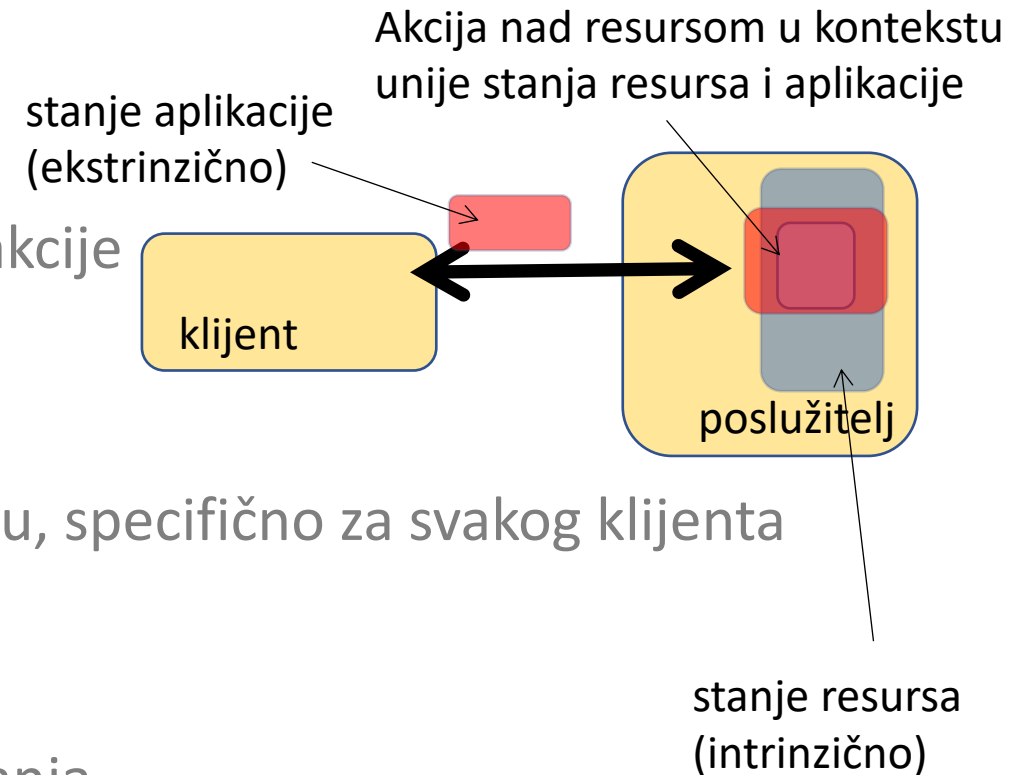 Akcija nad resursom u kontekstu
unije stanja resursa i aplikacije
stanje aplikacije
(ekstrinzično)
akcije
klijent
poslužitelj
u, specifično za svakog klijenta
stanje resursa
(intrinzično)